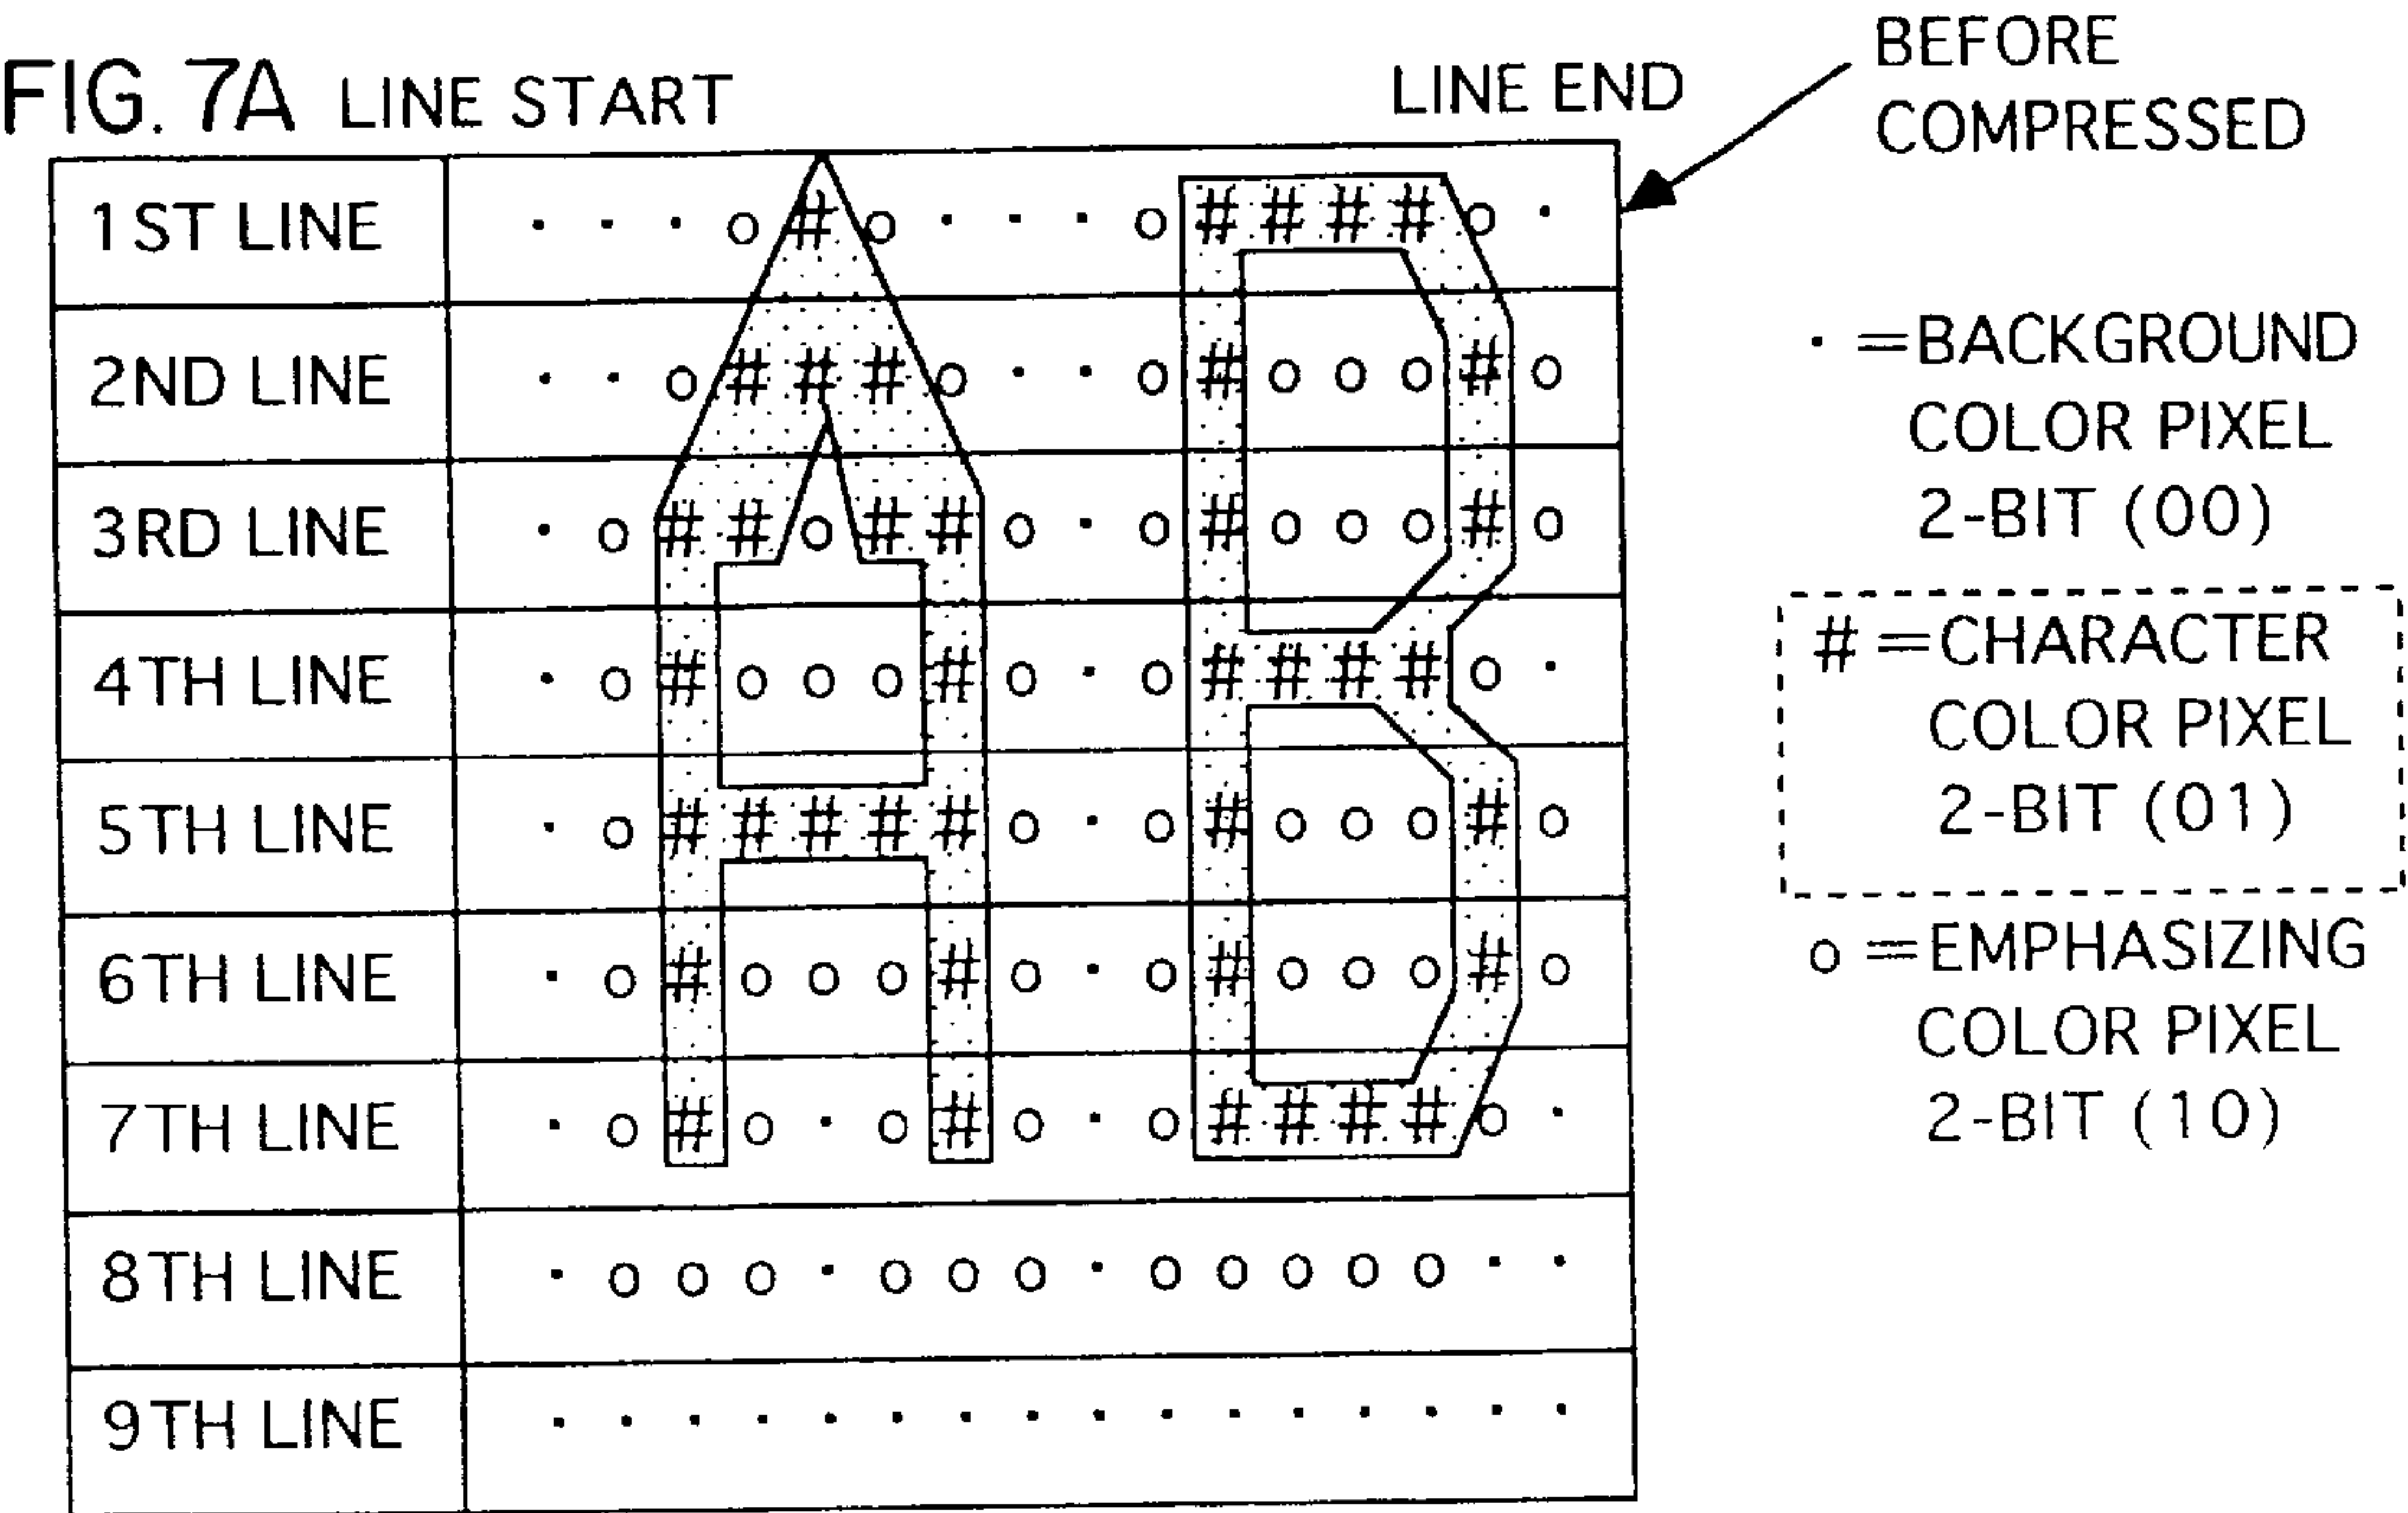 FIG. 7A LINE START LINE END BEFORE
COMPRESSED
1ST LINE . . . o # o . . . o # # # # o .
2ND LINE . . o # # # o . . o # o o o # o
3RD LINE . o # # o # # o . o # o o o # o
4TH LINE . o # o o o # o . o # # # # o .
5TH LINE . o # # # # # o . o # o o o # o
6TH LINE . o # o o o # o . o # o o o # o
7TH LINE . o # o . o # o . o # # # # o .
8TH LINE . o o o . o o o . o o o o o . .
9TH LINE . . . . . . . . . . . . . . . .
. =BACKGROUND
COLOR PIXEL
2-BIT (00)
# =CHARACTER
COLOR PIXEL
2-BIT (01)
o =EMPHASIZING
COLOR PIXEL
2-BIT (10)